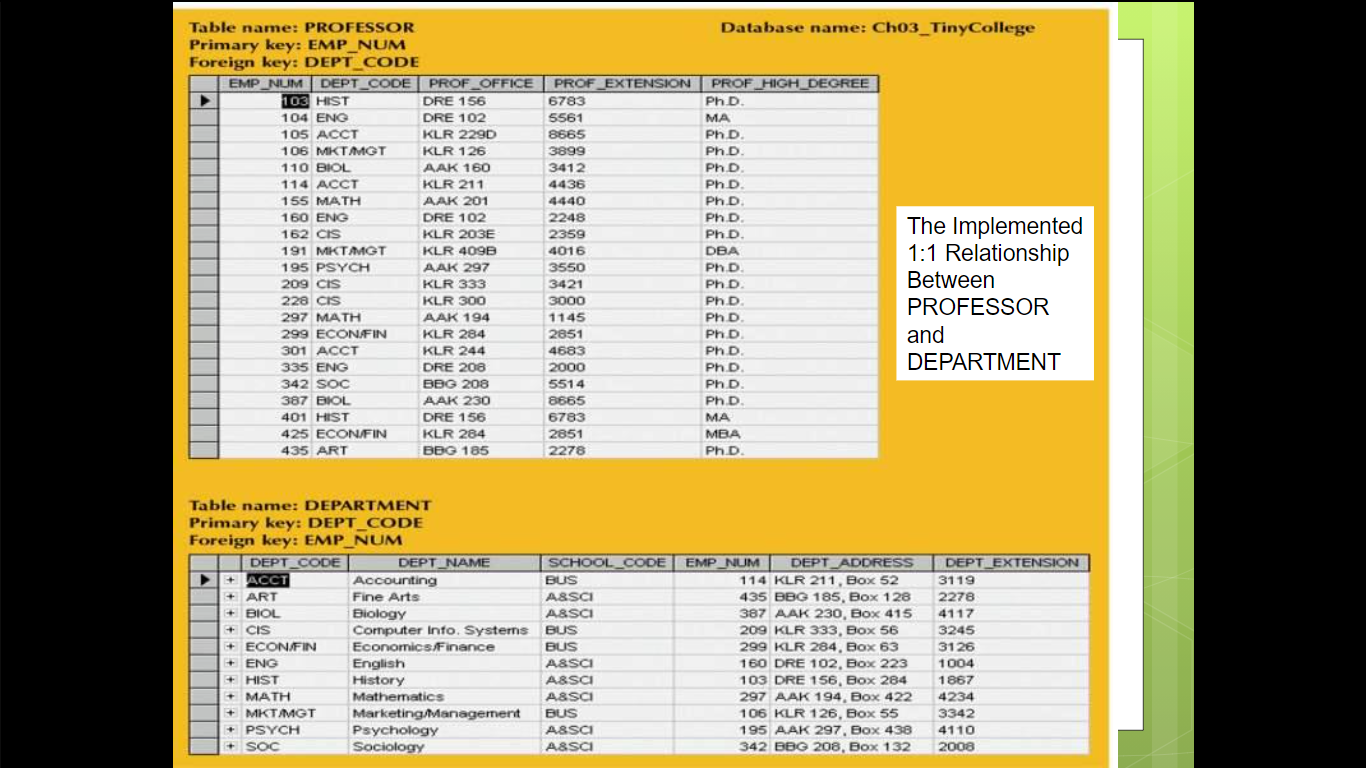 Table name: PROFESSOR Database name: Ch03_TinyCollege
Primary key: EMP_NUM
Foreign key: DEPT_CODE
EMP_NUM DEPT_CODE PROF_OFFICE PROF_EXTENSION PROF_HIGH_DEGREE
103 HIST DRE 156 6783 Ph.D.
104 ENG DRE 102 5561 MA
105 ACCT KLR 229D 8665 Ph.D.
106 MKT/MGT KLR 126 3899 Ph.D.
110 BIOL AAK 160 3412 Ph.D.
114 ACCT KLR 211 4436 Ph.D.
155 MATH AAK 201 4440 Ph.D.
160 ENG DRE 102 2248 Ph.D.
162 CIS KLR 203E 2359 Ph.D.
191 MKT/MGT KLR 409B 4016 DBA
195 PSYCH AAK 297 3550 Ph.D.
209 CIS KLR 333 3421 Ph.D.
228 CIS KLR 300 3000 Ph.D.
297 MATH AAK 194 1145 Ph.D.
299 ECON/FIN KLR 284 2851 Ph.D.
301 ACCT KLR 244 4683 Ph.D.
335 ENG DRE 208 2000 Ph.D.
342 SOC BBG 208 5514 Ph.D.
387 BIOL AAK 230 8665 Ph.D.
401 HIST DRE 156 6783 MA
425 ECON/FIN KLR 284 2851 MBA
435 ART BBG 185 2278 Ph.D.
The Implemented
1:1 Relationship
Between
PROFESSOR
and
DEPARTMENT
Table name: DEPARTMENT
Primary key: DEPT_CODE
Foreign key: EMP_NUM
DEPT_CODE DEPT_NAME SCHOOL_CODE EMP_NUM DEPT_ADDRESS DEPT_EXTENSION
+ ACCT Accounting BUS 114 KLR 211, Box 52 3119
+ ART Fine Arts A&SCI 435 BBG 185, Box 128 2278
+ BIOL Biology A&SCI 387 AAK 230, Box 415 4117
+ CIS Computer Info. Systems BUS 209 KLR 333, Box 56 3245
+ ECON/FIN Economics/Finance BUS 299 KLR 284, Box 63 3126
+ ENG English A&SCI 160 DRE 102, Box 223 1004
+ HIST History A&SCI 103 DRE 156, Box 284 1867
+ MATH Mathematics A&SCI 297 AAK 194, Box 422 4234
+ MKT/MGT Marketing/Management BUS 106 KLR 126, Box 55 3342
+ PSYCH Psychology A&SCI 195 AAK 297, Box 438 4110
+ SOC Sociology A&SCI 342 BBG 208, Box 132 2008